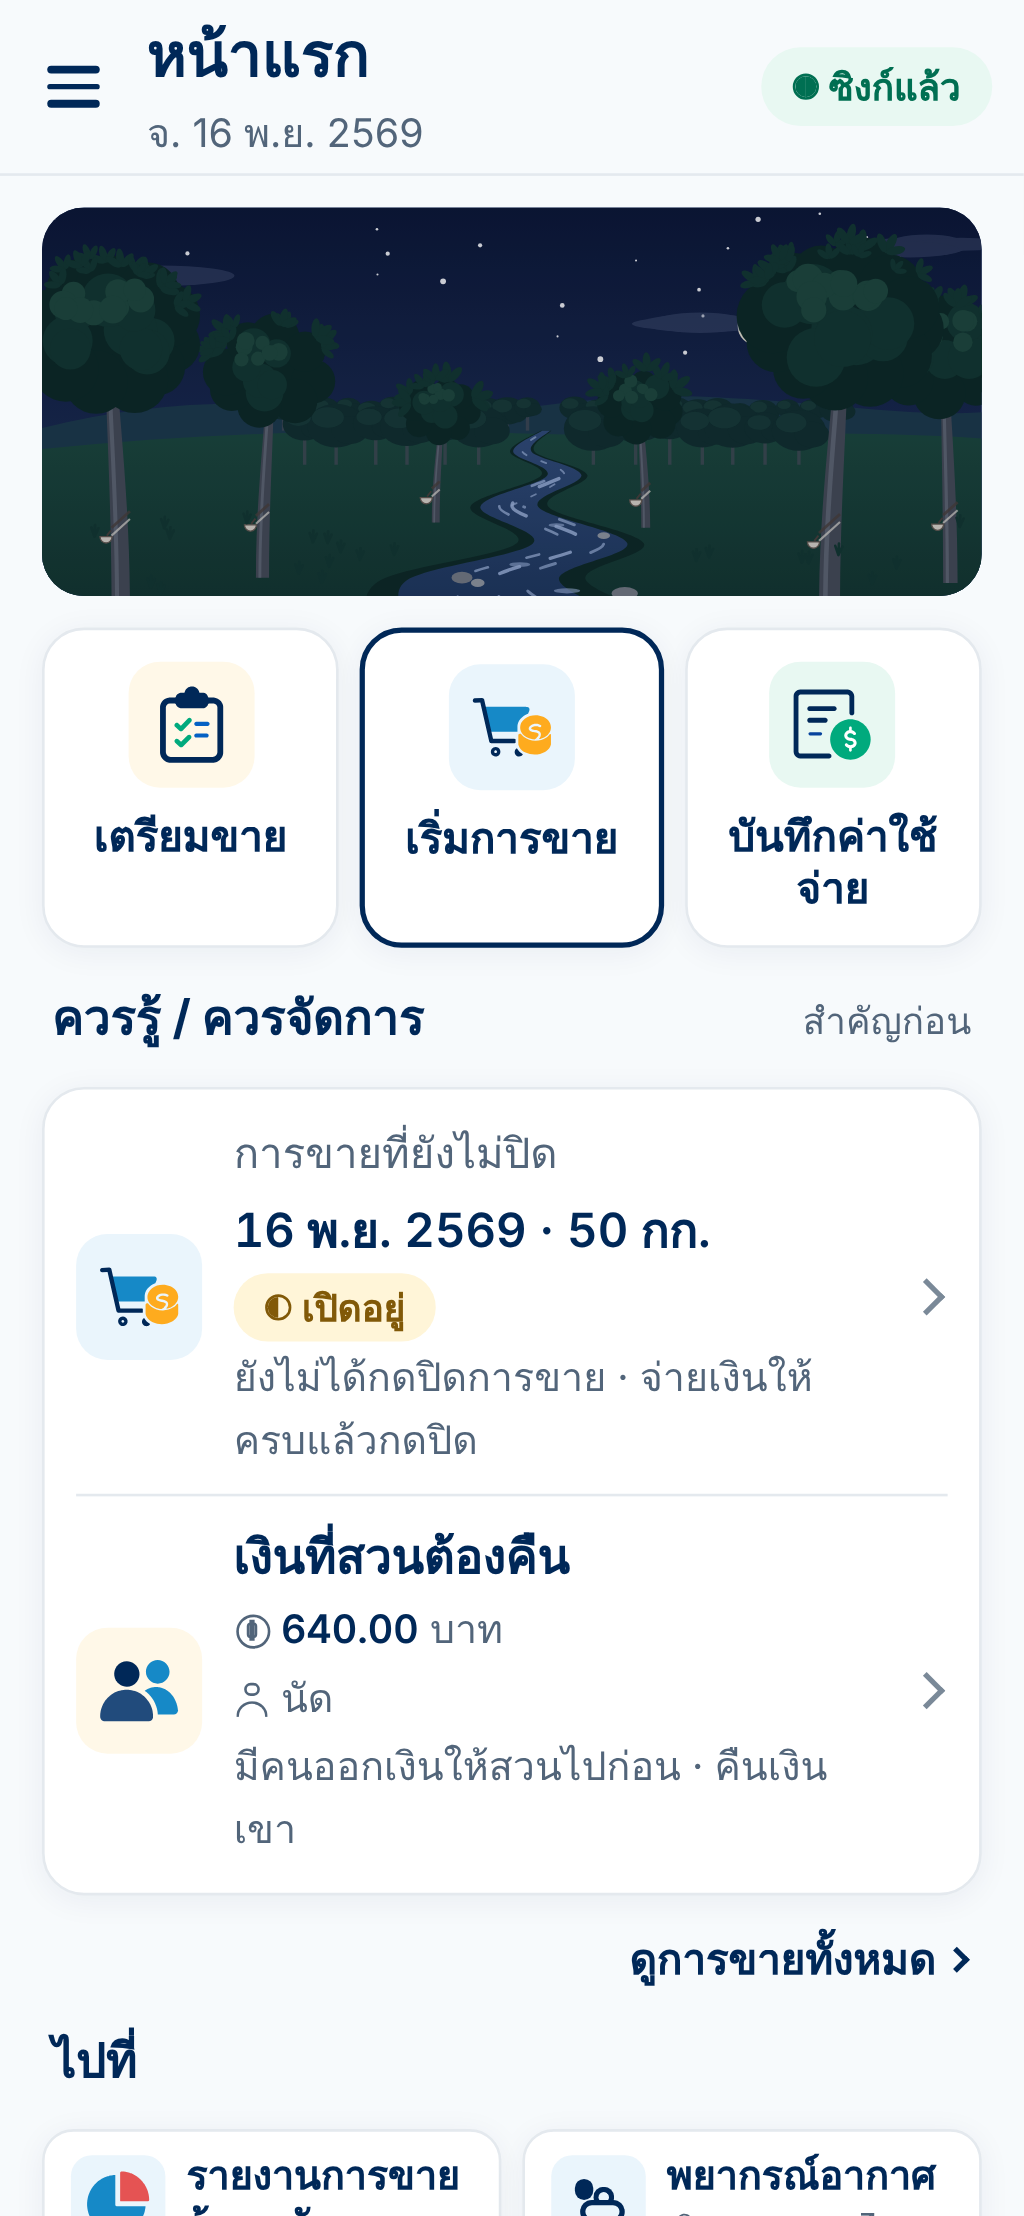 หน้าแรก
จ. 16 พ.ย. 2569
ซิงก์แล้ว
เตรียมขาย
เริ่มการขาย
บันทึกค่าใช้
จ่าย
ควรรู้ / ควรจัดการ
สำคัญก่อน
การขายที่ยังไม่ปิด
16 พ.ย. 2569 · 50 กก.
เปิดอยู่
ยังไม่ได้กดปิดการขาย · จ่ายเงินให้
ครบแล้วกดปิด
เงินที่สวนต้องคืน
640.00 บาท
นัด
มีคนออกเงินให้สวนไปก่อน · คืนเงิน
เขา
ดูการขายทั้งหมด
ไปที่
รายงานการขาย
พยากรณ์อากาศ